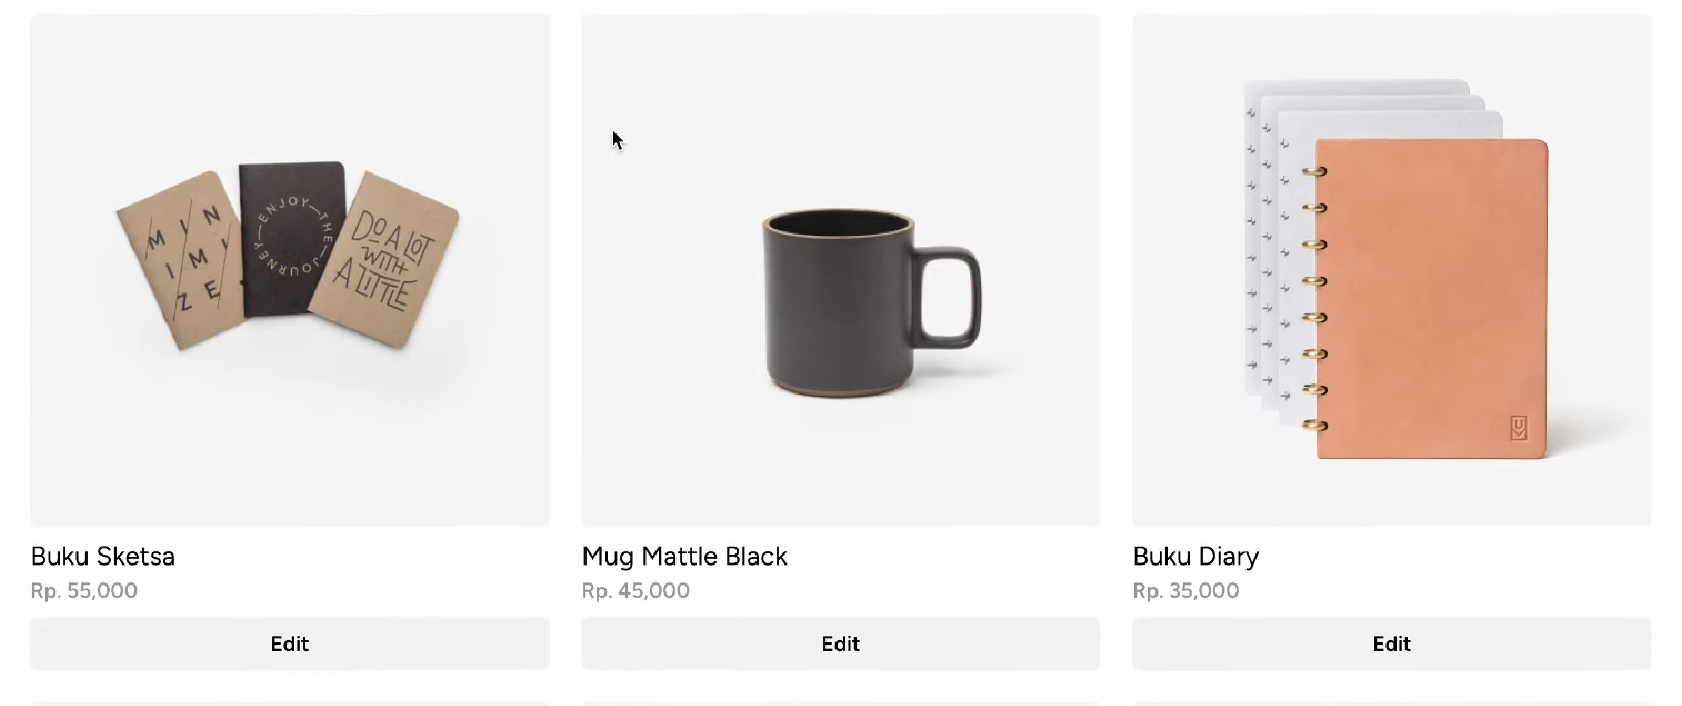 MINIMIZE
ENJOY—THE—JOURNEY—
DO A LOT
WITH
A LITTLE
Buku Sketsa
Rp. 55,000
Edit
Mug Mattle Black
Rp. 45,000
Edit
Buku Diary
Rp. 35,000
Edit